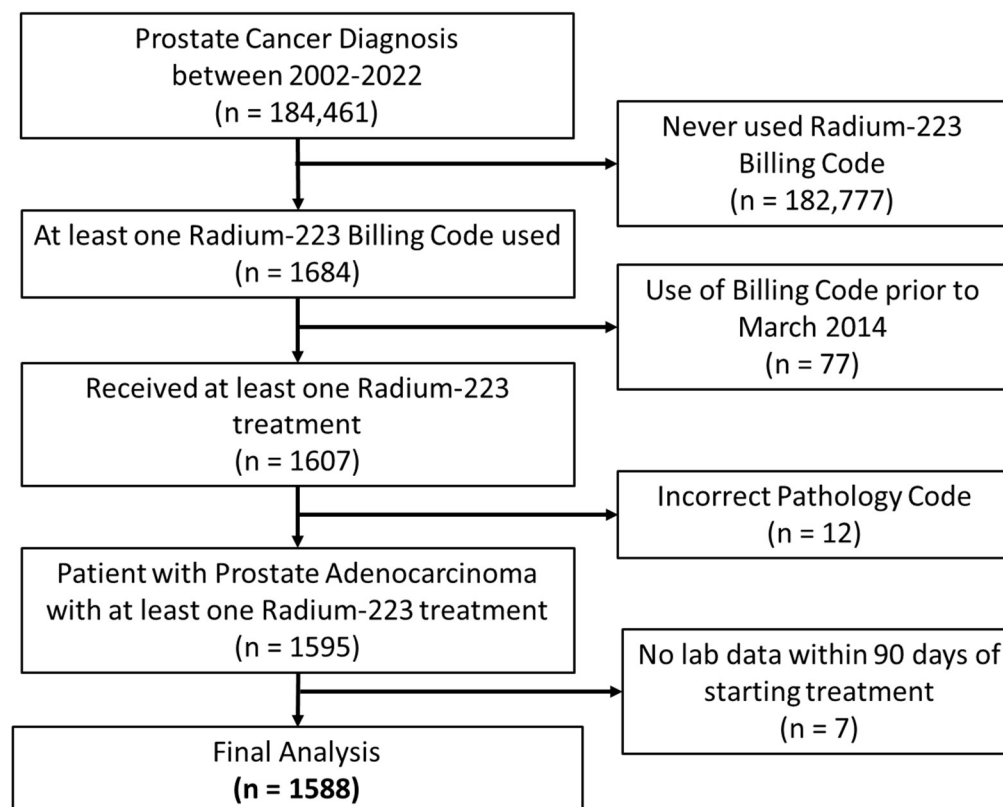 Prostate Cancer Diagnosis
between 2002-2022
(n = 184,461)
Never used Radium-223
Billing Code
(n = 182,777)
At least one Radium-223 Billing Code used
(n = 1684)
Use of Billing Code prior to
March 2014
(n = 77)
Received at least one Radium-223
treatment
(n = 1607)
Incorrect Pathology Code
(n = 12)
Patient with Prostate Adenocarcinoma
with at least one Radium-223 treatment
(n = 1595)
No lab data within 90 days of
starting treatment
(n = 7)
Final Analysis
(n = 1588)